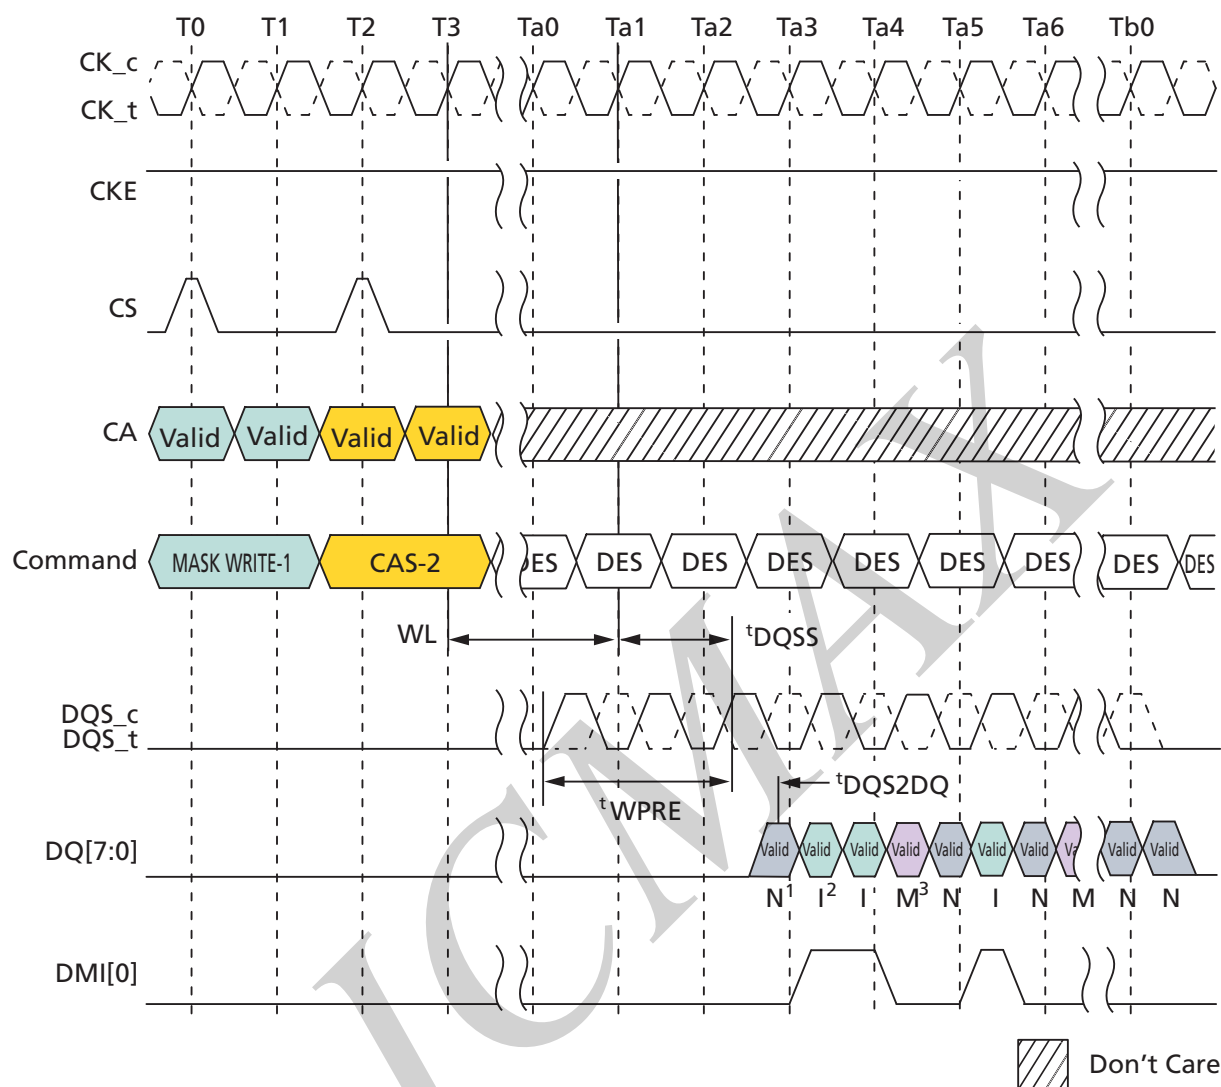 T0 T1 T2 T3 Ta0 Ta1 Ta2 Ta3 Ta4 Ta5 Ta6 Tb0
CK_c
CK_t
CKE
CS
CA Valid Valid Valid Valid
Command MASK WRITE-1 CAS-2 DES DES DES DES DES DES DES DES DES
WL tDQSS
DQS_c
DQS_t
tDQS2DQ
tWPRE
DQ[7:0] Valid Valid Valid Valid Valid Valid Valid Va Valid Valid
N1 I2 I M3 N I N M N N
DMI[0]
Don't Care
ICMAX